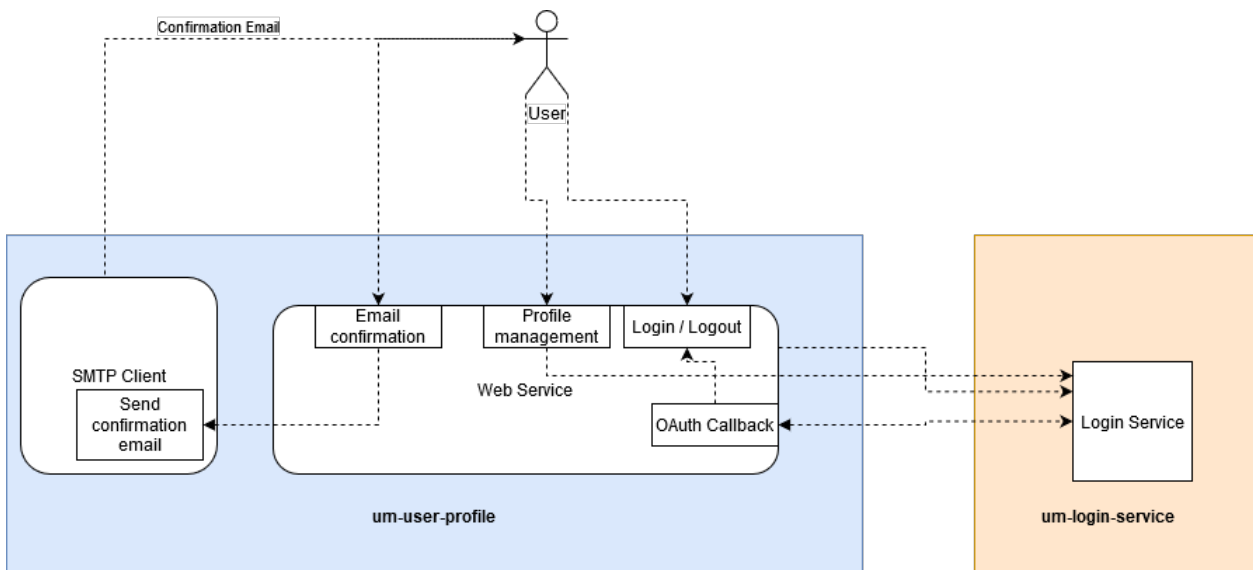 Confirmation Email
User
Email
confirmation
Profile
management
Login / Logout
SMTP Client
Send
confirmation
email
Web Service
OAuth Callback
Login Service
um-user-profile
um-login-service